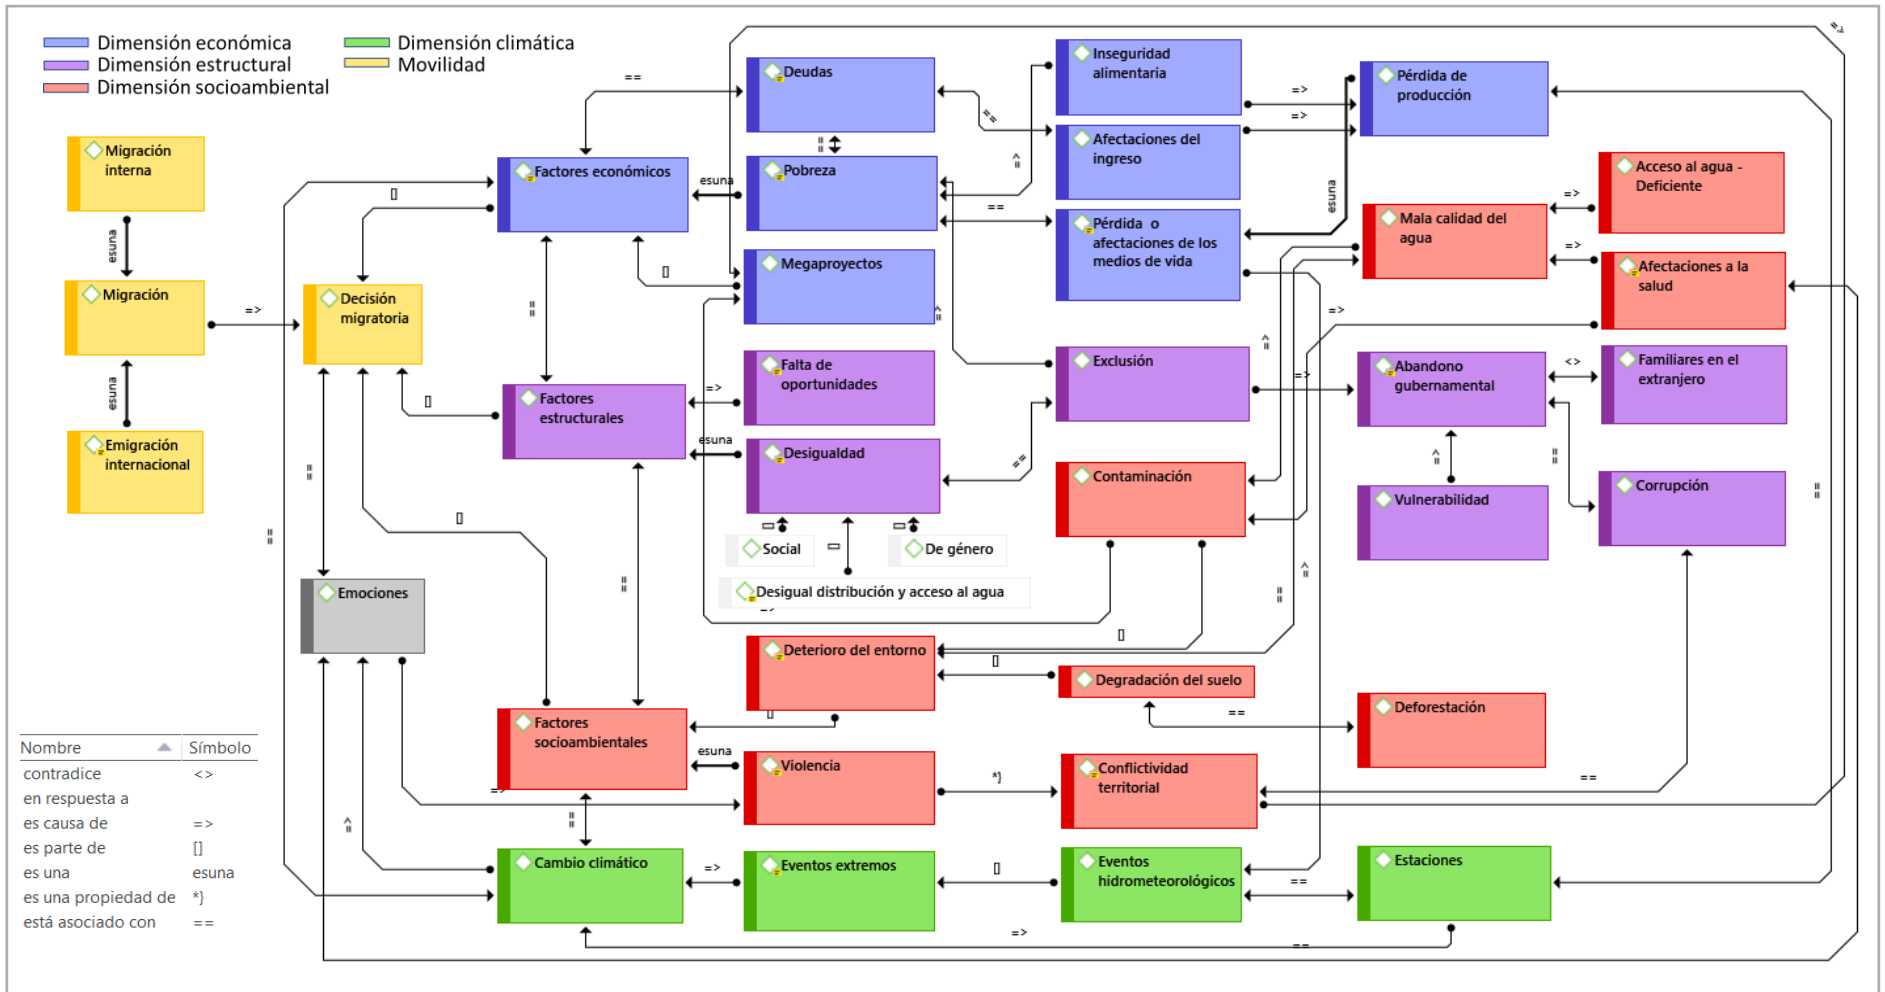 Dimensión económica
Dimensión estructural
Dimensión socioambiental
Dimensión climática
Movilidad
Migración
interna
esuna
Migración
esuna
Emigración
internacional
=>
Decisión
migratoria
[]
[]
[]
==
==
Emociones
^=
=>
Factores económicos
==
Factores
estructurales
==
Factores
socioambientales
==
Cambio climático
==
esuna
[]
=>
esuna
[]
esuna
=>
Deudas
==
Pobreza
Megaproyectos
Falta de
oportunidades
Desigualdad
Social
De género
Desigual distribución y acceso al agua
=>
Deterioro del entorno
Violencia
Eventos extremos
==
^=
==
^=
==
[]
[]
*}
[]
=>
==
Inseguridad
alimentaria
Afectaciones del
ingreso
Pérdida o
afectaciones de los
medios de vida
Exclusión
Contaminación
Degradación del suelo
Conflictividad
territorial
Eventos
hidrometeorológicos
=>
=>
esuna
=>
^=
=>
^=
==
==
==
Pérdida de
producción
Mala calidad del
agua
Abandono
gubernamental
^=
Vulnerabilidad
Deforestación
Estaciones
=>
=>
<>
==
==
Acceso al agua -
Deficiente
Afectaciones a la
salud
Familiares en el
extranjero
Corrupción
==
=>
Nombre Símbolo
contradice <>
en respuesta a
es causa de =>
es parte de []
es una esuna
es una propiedad de *}
está asociado con ==